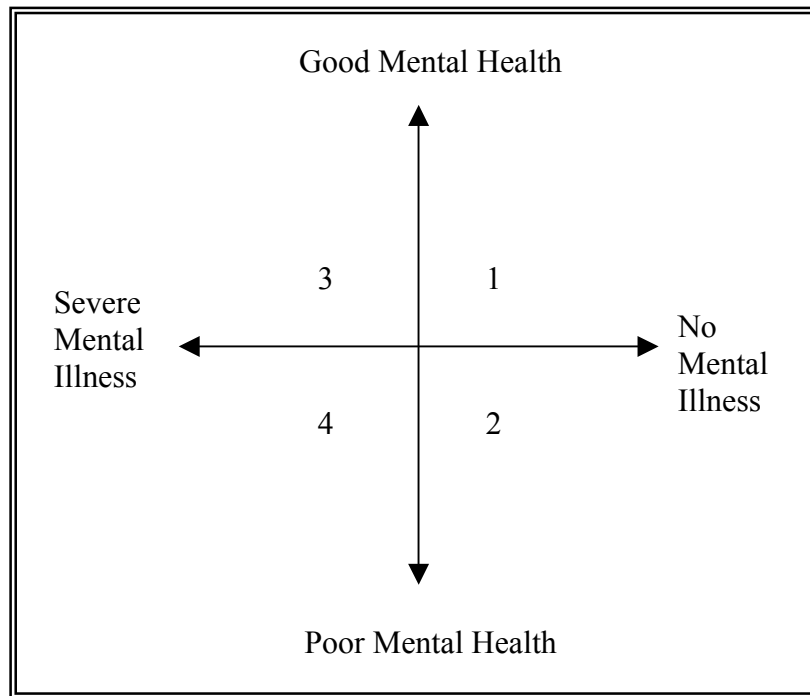 Good Mental Health
3
1
Severe
Mental
Illness
No
Mental
Illness
4
2
Poor Mental Health